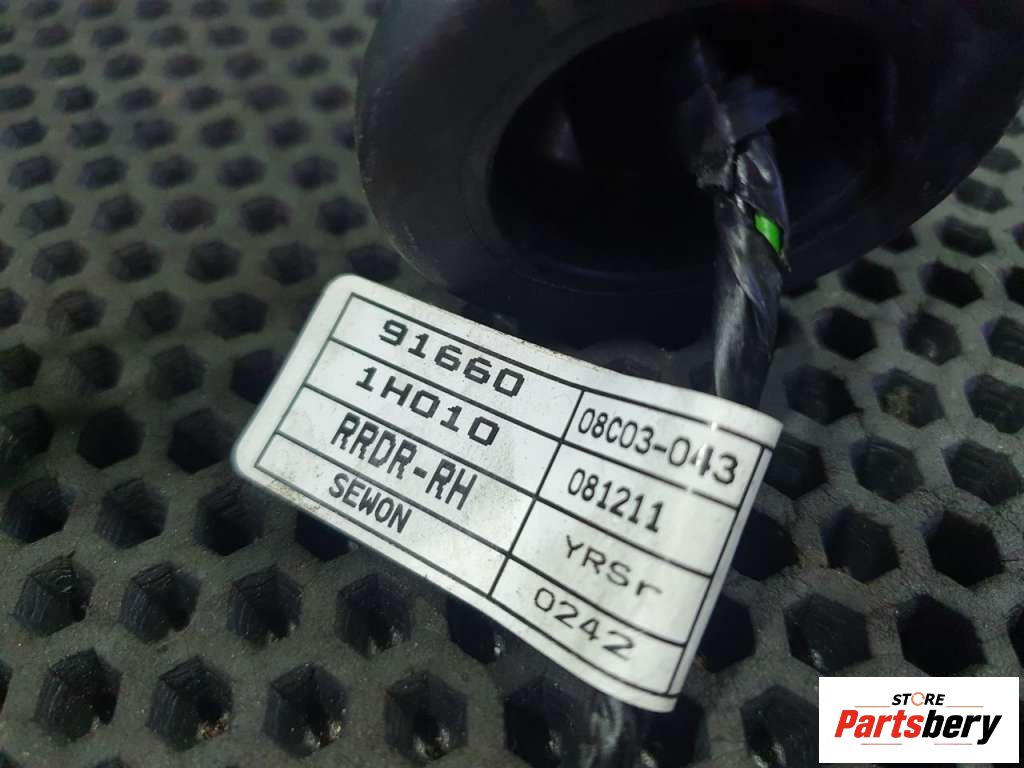 91660
1H010
RRDR-RH
SEWON
08C03-043
081211
YRSr
0242
STORE
Partsbery